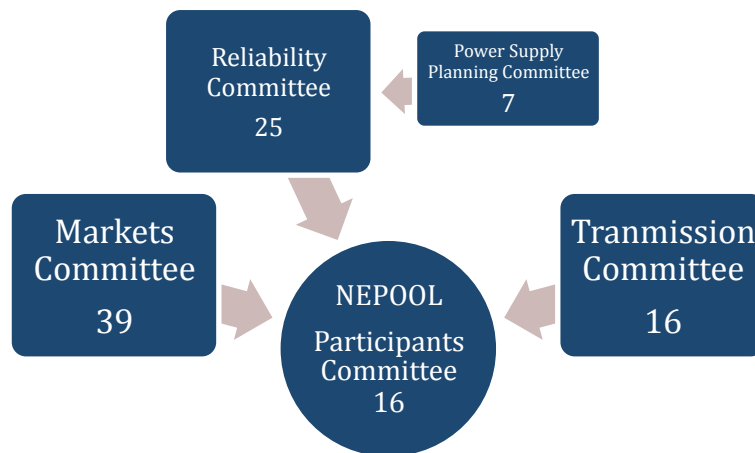 Reliability
Committee
25
Power Supply
Planning Committee
7
Markets
Committee
39
NEPOOL
Participants
Committee
16
Tranmission
Committee
16